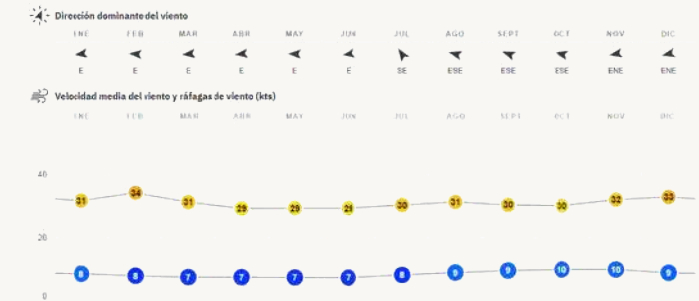 Dirección dominante del viento
ENE FEB MAR ABR MAY JUN JUL AGO SEPT OCT NOV DIC
E E E E E E SE ESE ESE ESE ENE ENE
Velocidad media del viento y ráfagas de viento (kts)
ENE FEB MAR ABR MAY JUN JUL AGO SEPT OCT NOV DIC
40
31 34 31 29 29 29 30 31 30 30 32 33
20
8 8 7 7 7 7 8 9 9 10 10 9
0